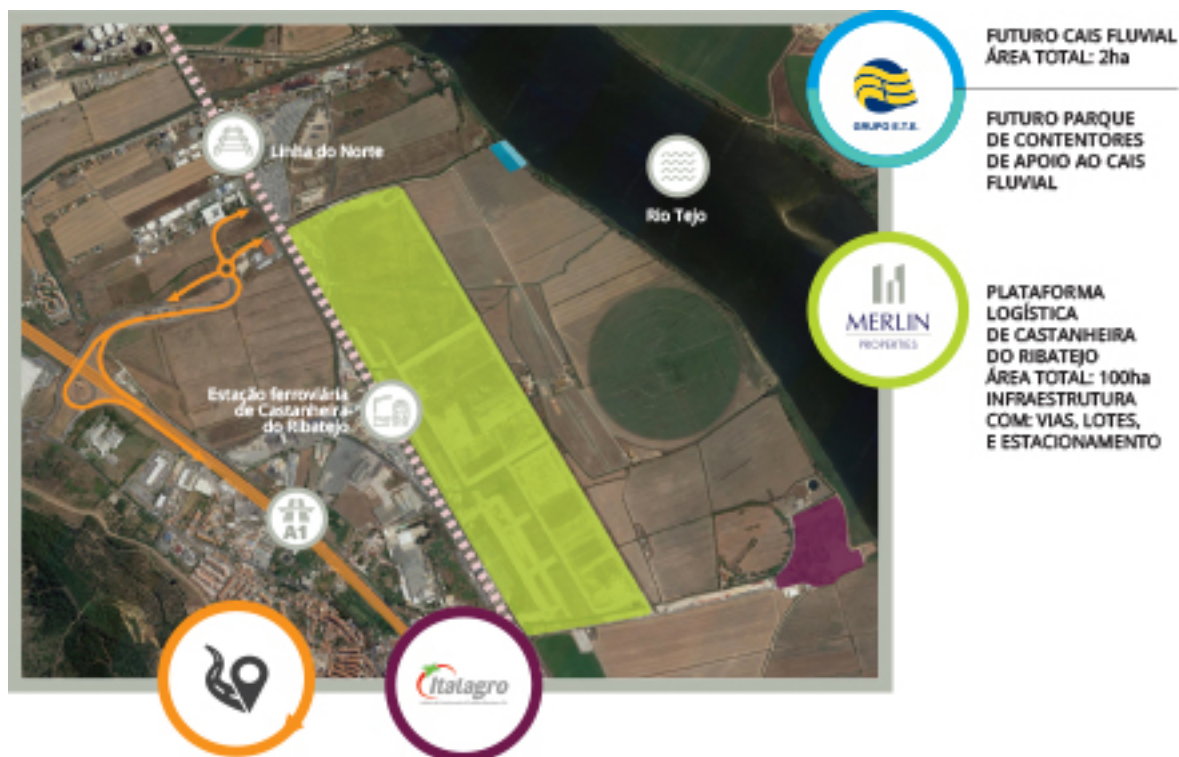 FUTURO CAIS FLUVIAL
ÁREA TOTAL: 2ha
GRUPO E.T.E.
FUTURO PARQUE
DE CONTENTORES
DE APOIO AO CAIS
FLUVIAL
Linha do Norte
Rio Tejo
MERLIN
PROPERTIES
PLATAFORMA
LOGÍSTICA
DE CASTANHEIRA
DO RIBATEJO
ÁREA TOTAL: 100ha
INFRAESTRUTURA
COM: VIAS, LOTES,
E ESTACIONAMENTO
Estação ferroviária
de Castanheira
do Ribatejo
A1
Italagro